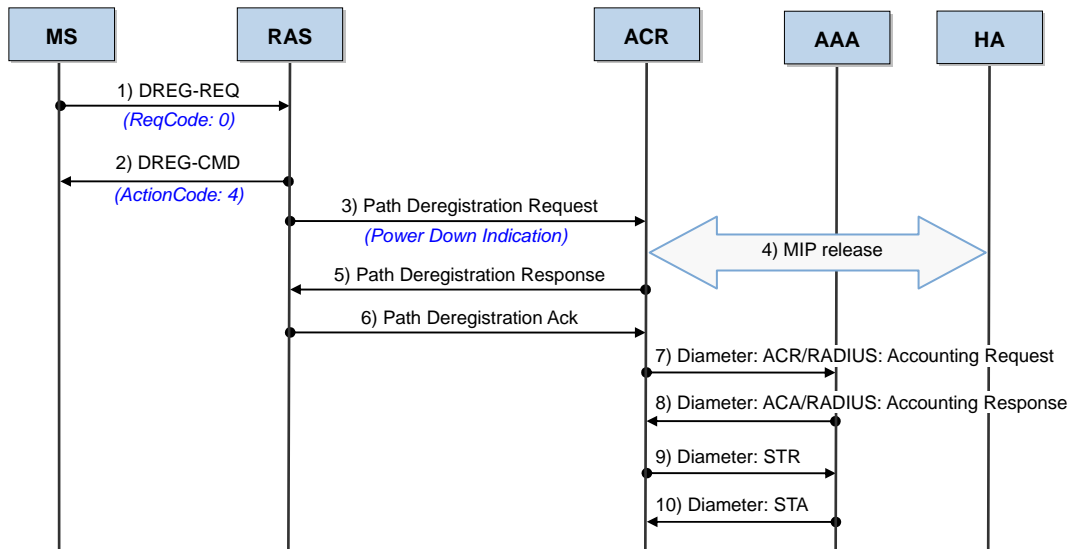 MS
RAS
ACR
AAA
HA
1) DREG-REQ
(ReqCode: 0)
2) DREG-CMD
(ActionCode: 4)
3) Path Deregistration Request
(Power Down Indication)
4) MIP release
5) Path Deregistration Response
6) Path Deregistration Ack
7) Diameter: ACR/RADIUS: Accounting Request
8) Diameter: ACA/RADIUS: Accounting Response
9) Diameter: STR
10) Diameter: STA